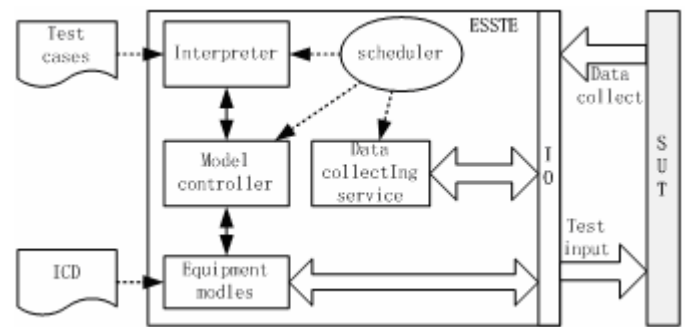 ESSTE
Test
cases
Interpreter
scheduler
Data
collect
Model
controller
Data
collectIng
service
I
O
S
U
T
Test
input
ICD
Equipment
modles